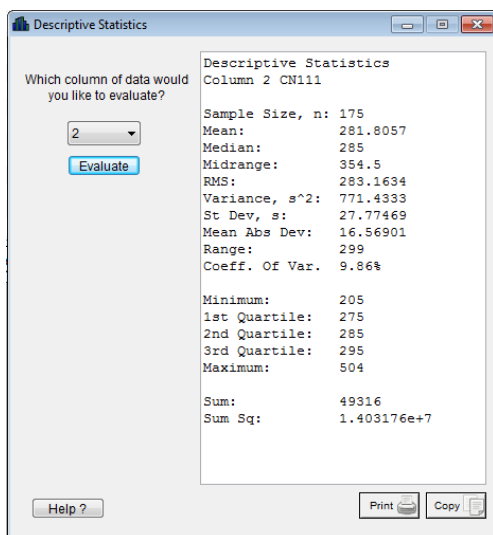 Descriptive Statistics
Which column of data would
you like to evaluate?
2
Evaluate
Descriptive Statistics
Column 2 CN111
Sample Size, n: 175
Mean: 281.8057
Median: 285
Midrange: 354.5
RMS: 283.1634
Variance, s^2: 771.4333
St Dev, s: 27.77469
Mean Abs Dev: 16.56901
Range: 299
Coeff. Of Var. 9.86%
Minimum: 205
1st Quartile: 275
2nd Quartile: 285
3rd Quartile: 295
Maximum: 504
Sum: 49316
Sum Sq: 1.403176e+7
Help ?
Print
Copy